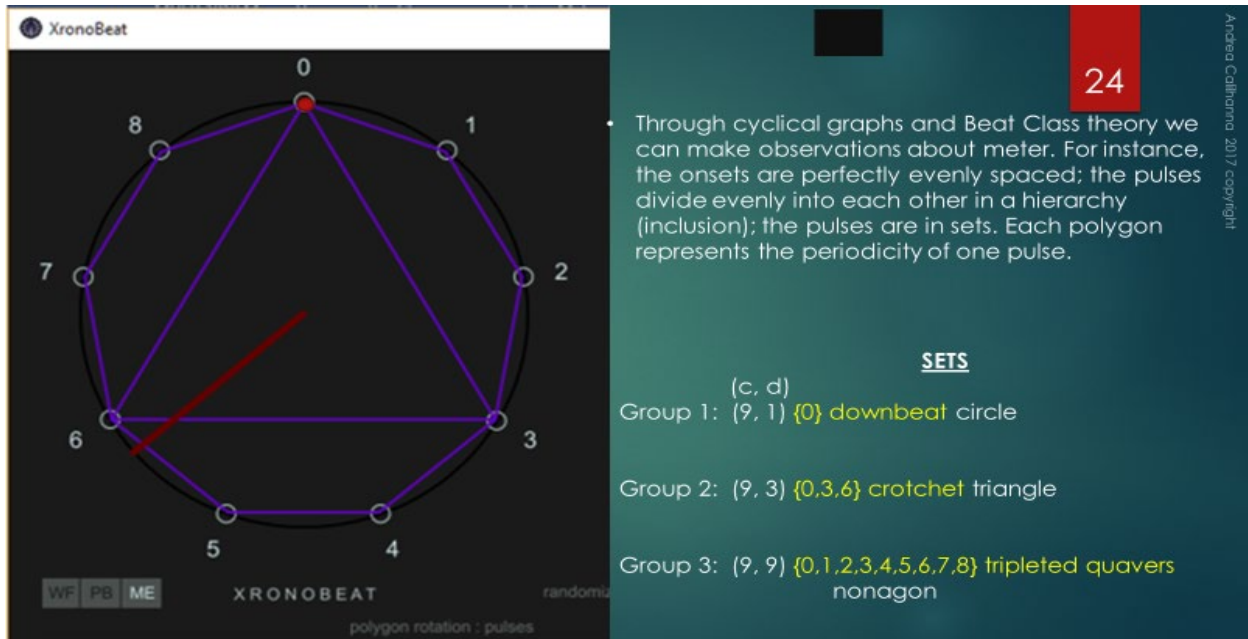 XronoBeat
0
1
2
3
4
5
6
7
8
WF PB ME
XRONOBEAT
randomiz
polygon rotation : pulses
24
Andrea Calilhanna 2017 copyright
• Through cyclical graphs and Beat Class theory we
can make observations about meter. For instance,
the onsets are perfectly evenly spaced; the pulses
divide evenly into each other in a hierarchy
(inclusion); the pulses are in sets. Each polygon
represents the periodicity of one pulse.
SETS
(c, d)
Group 1: (9, 1) {0} downbeat circle
Group 2: (9, 3) {0,3,6} crotchet triangle
Group 3: (9, 9) {0,1,2,3,4,5,6,7,8} tripleted quavers
nonagon